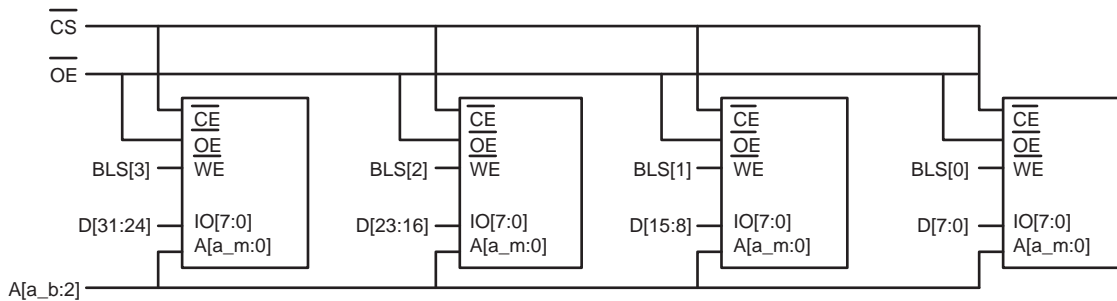 CS
OE
CE
OE
BLS[3] WE
D[31:24] IO[7:0]
A[a_m:0]
CE
OE
BLS[2] WE
D[23:16] IO[7:0]
A[a_m:0]
CE
OE
BLS[1] WE
D[15:8] IO[7:0]
A[a_m:0]
CE
OE
BLS[0] WE
D[7:0] IO[7:0]
A[a_m:0]
A[a_b:2]